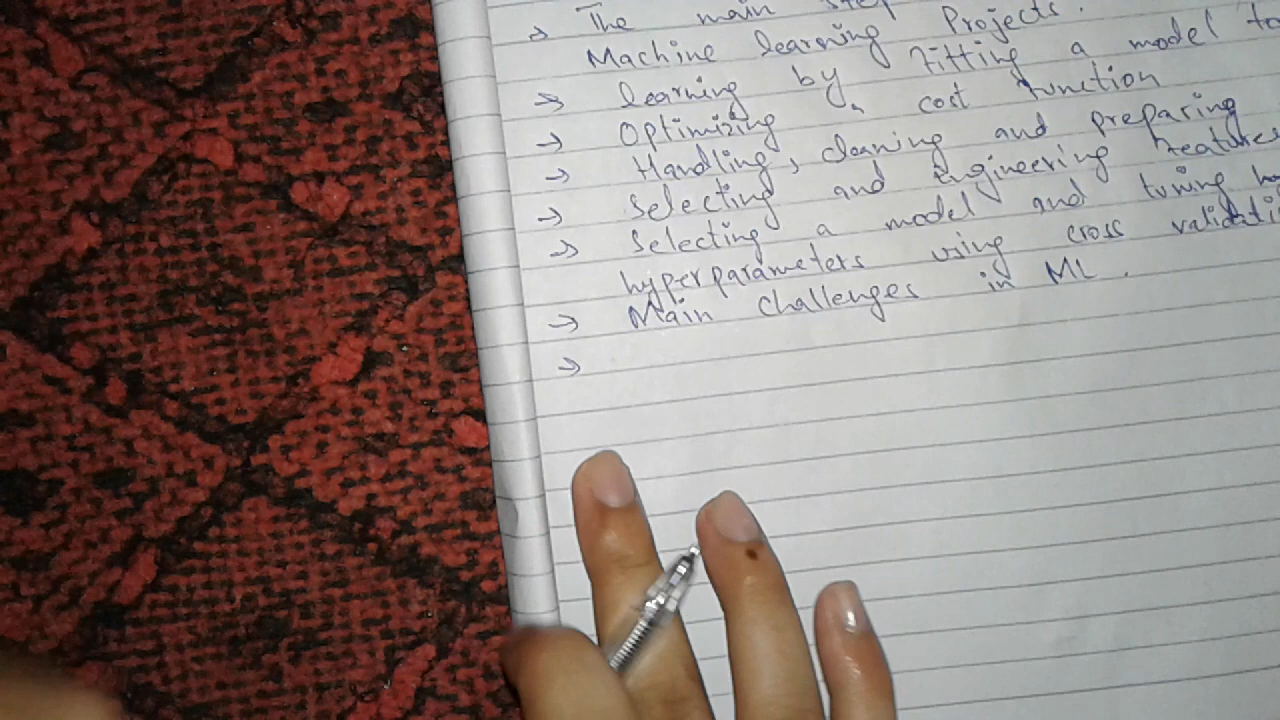 → The main step
Machine learning Projects.
→ learning by fitting a model to
→ Optimizing a cost function
→ Handling, cleaning and preparing
→ Selecting and Engineering features
→ Selecting a model and tuning
hyperparameters using cross
→ Main Challenges in ML.
→